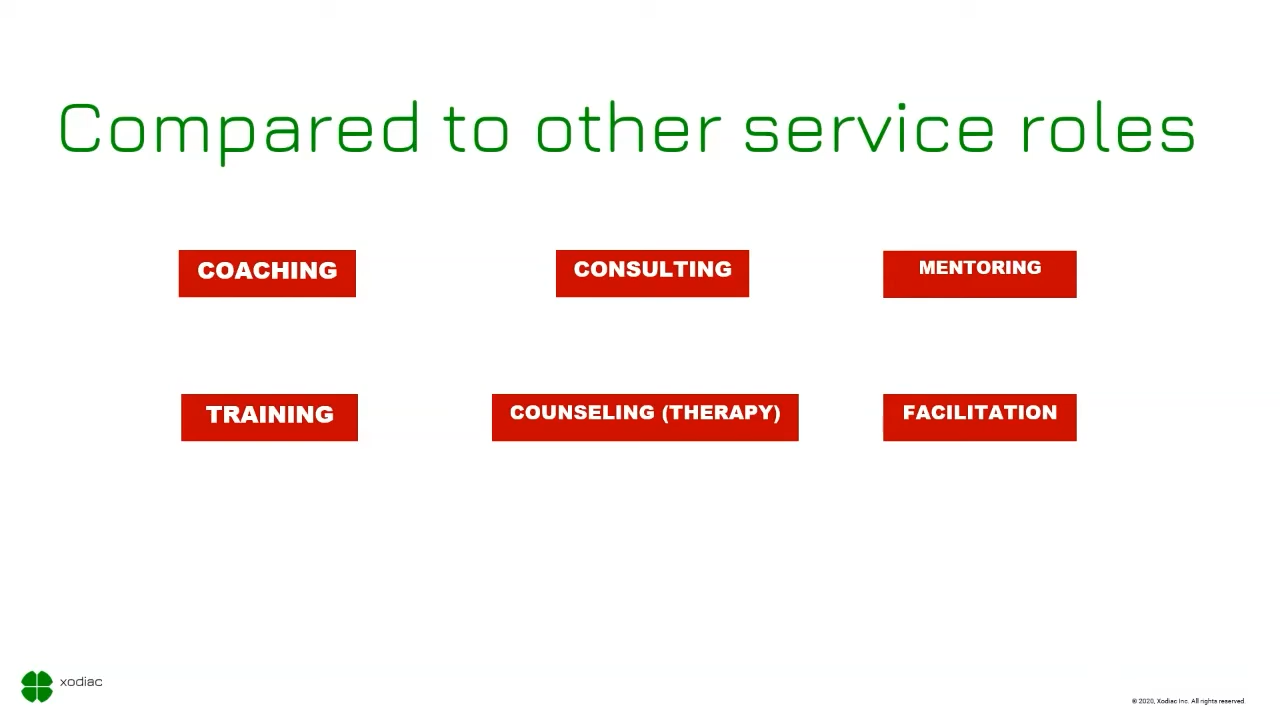 Compared to other service roles
COACHING
CONSULTING
MENTORING
TRAINING
COUNSELING (THERAPY)
FACILITATION
xodiac
© 2020, Xodiac Inc. All rights reserved.